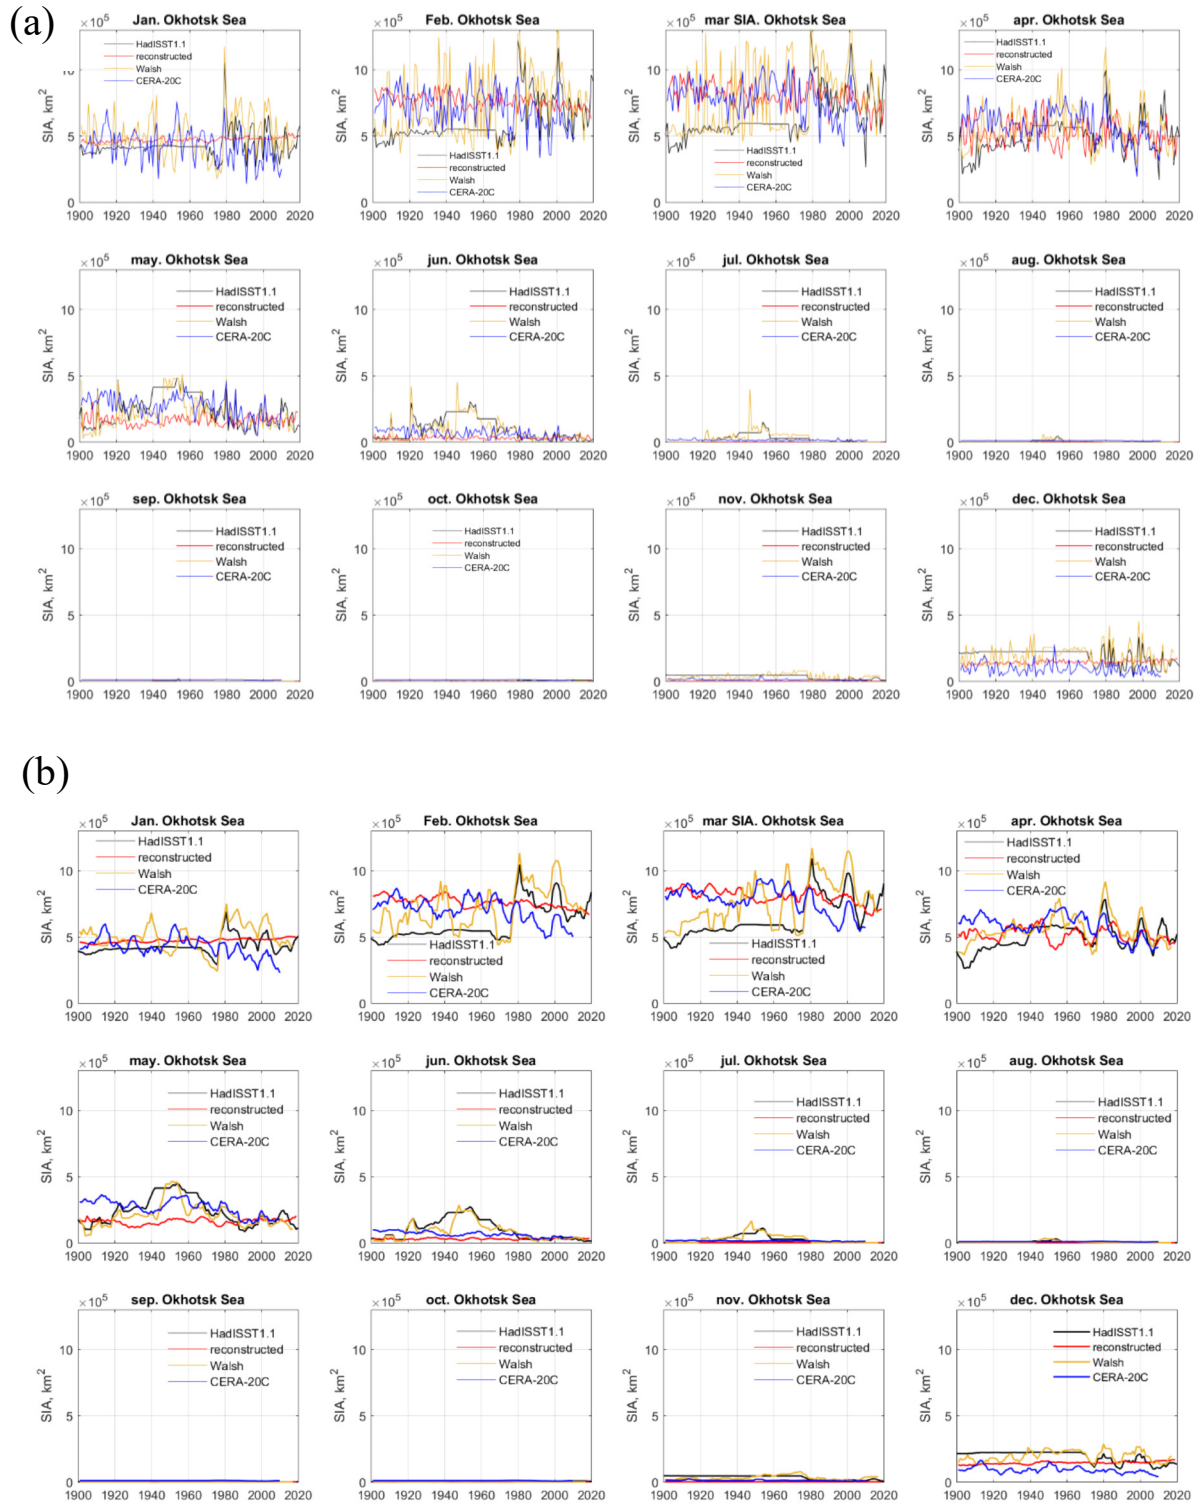 (a)
Jan. Okhotsk Sea
×10⁵
SIA, km²
10
5
0
1900 1920 1940 1960 1980 2000 2020
HadISST1.1
reconstructed
Walsh
CERA-20C
Feb. Okhotsk Sea
×10⁵
SIA, km²
10
5
0
1900 1920 1940 1960 1980 2000 2020
HadISST1.1
reconstructed
Walsh
CERA-20C
mar SIA. Okhotsk Sea
×10⁵
SIA, km²
10
5
0
1900 1920 1940 1960 1980 2000 2020
HadISST1.1
reconstructed
Walsh
CERA-20C
apr. Okhotsk Sea
×10⁵
SIA, km²
10
5
0
1900 1920 1940 1960 1980 2000 2020
HadISST1.1
reconstructed
Walsh
CERA-20C
may. Okhotsk Sea
×10⁵
SIA, km²
10
5
0
1900 1920 1940 1960 1980 2000 2020
HadISST1.1
reconstructed
Walsh
CERA-20C
jun. Okhotsk Sea
×10⁵
SIA, km²
10
5
0
1900 1920 1940 1960 1980 2000 2020
HadISST1.1
reconstructed
Walsh
CERA-20C
jul. Okhotsk Sea
×10⁵
SIA, km²
10
5
0
1900 1920 1940 1960 1980 2000 2020
HadISST1.1
reconstructed
Walsh
CERA-20C
aug. Okhotsk Sea
×10⁵
SIA, km²
10
5
0
1900 1920 1940 1960 1980 2000 2020
HadISST1.1
reconstructed
Walsh
CERA-20C
sep. Okhotsk Sea
×10⁵
SIA, km²
10
5
0
1900 1920 1940 1960 1980 2000 2020
HadISST1.1
reconstructed
Walsh
CERA-20C
oct. Okhotsk Sea
×10⁵
SIA, km²
10
5
0
1900 1920 1940 1960 1980 2000 2020
HadISST1.1
reconstructed
Walsh
CERA-20C
nov. Okhotsk Sea
×10⁵
SIA, km²
10
5
0
1900 1920 1940 1960 1980 2000 2020
HadISST1.1
reconstructed
Walsh
CERA-20C
dec. Okhotsk Sea
×10⁵
SIA, km²
10
5
0
1900 1920 1940 1960 1980 2000 2020
HadISST1.1
reconstructed
Walsh
CERA-20C
(b)
Jan. Okhotsk Sea
×10⁵
SIA, km²
10
5
0
1900 1920 1940 1960 1980 2000 2020
HadISST1.1
reconstructed
Walsh
CERA-20C
Feb. Okhotsk Sea
×10⁵
SIA, km²
10
5
0
1900 1920 1940 1960 1980 2000 2020
HadISST1.1
reconstructed
Walsh
CERA-20C
mar SIA. Okhotsk Sea
×10⁵
SIA, km²
10
5
0
1900 1920 1940 1960 1980 2000 2020
HadISST1.1
reconstructed
Walsh
CERA-20C
apr. Okhotsk Sea
×10⁵
SIA, km²
10
5
0
1900 1920 1940 1960 1980 2000 2020
HadISST1.1
reconstructed
Walsh
CERA-20C
may. Okhotsk Sea
×10⁵
SIA, km²
10
5
0
1900 1920 1940 1960 1980 2000 2020
HadISST1.1
reconstructed
Walsh
CERA-20C
jun. Okhotsk Sea
×10⁵
SIA, km²
10
5
0
1900 1920 1940 1960 1980 2000 2020
HadISST1.1
reconstructed
Walsh
CERA-20C
jul. Okhotsk Sea
×10⁵
SIA, km²
10
5
0
1900 1920 1940 1960 1980 2000 2020
HadISST1.1
reconstructed
Walsh
CERA-20C
aug. Okhotsk Sea
×10⁵
SIA, km²
10
5
0
1900 1920 1940 1960 1980 2000 2020
HadISST1.1
reconstructed
Walsh
CERA-20C
sep. Okhotsk Sea
×10⁵
SIA, km²
10
5
0
1900 1920 1940 1960 1980 2000 2020
HadISST1.1
reconstructed
Walsh
CERA-20C
oct. Okhotsk Sea
×10⁵
SIA, km²
10
5
0
1900 1920 1940 1960 1980 2000 2020
HadISST1.1
reconstructed
Walsh
CERA-20C
nov. Okhotsk Sea
×10⁵
SIA, km²
10
5
0
1900 1920 1940 1960 1980 2000 2020
HadISST1.1
reconstructed
Walsh
CERA-20C
dec. Okhotsk Sea
×10⁵
SIA, km²
10
5
0
1900 1920 1940 1960 1980 2000 2020
HadISST1.1
reconstructed
Walsh
CERA-20C